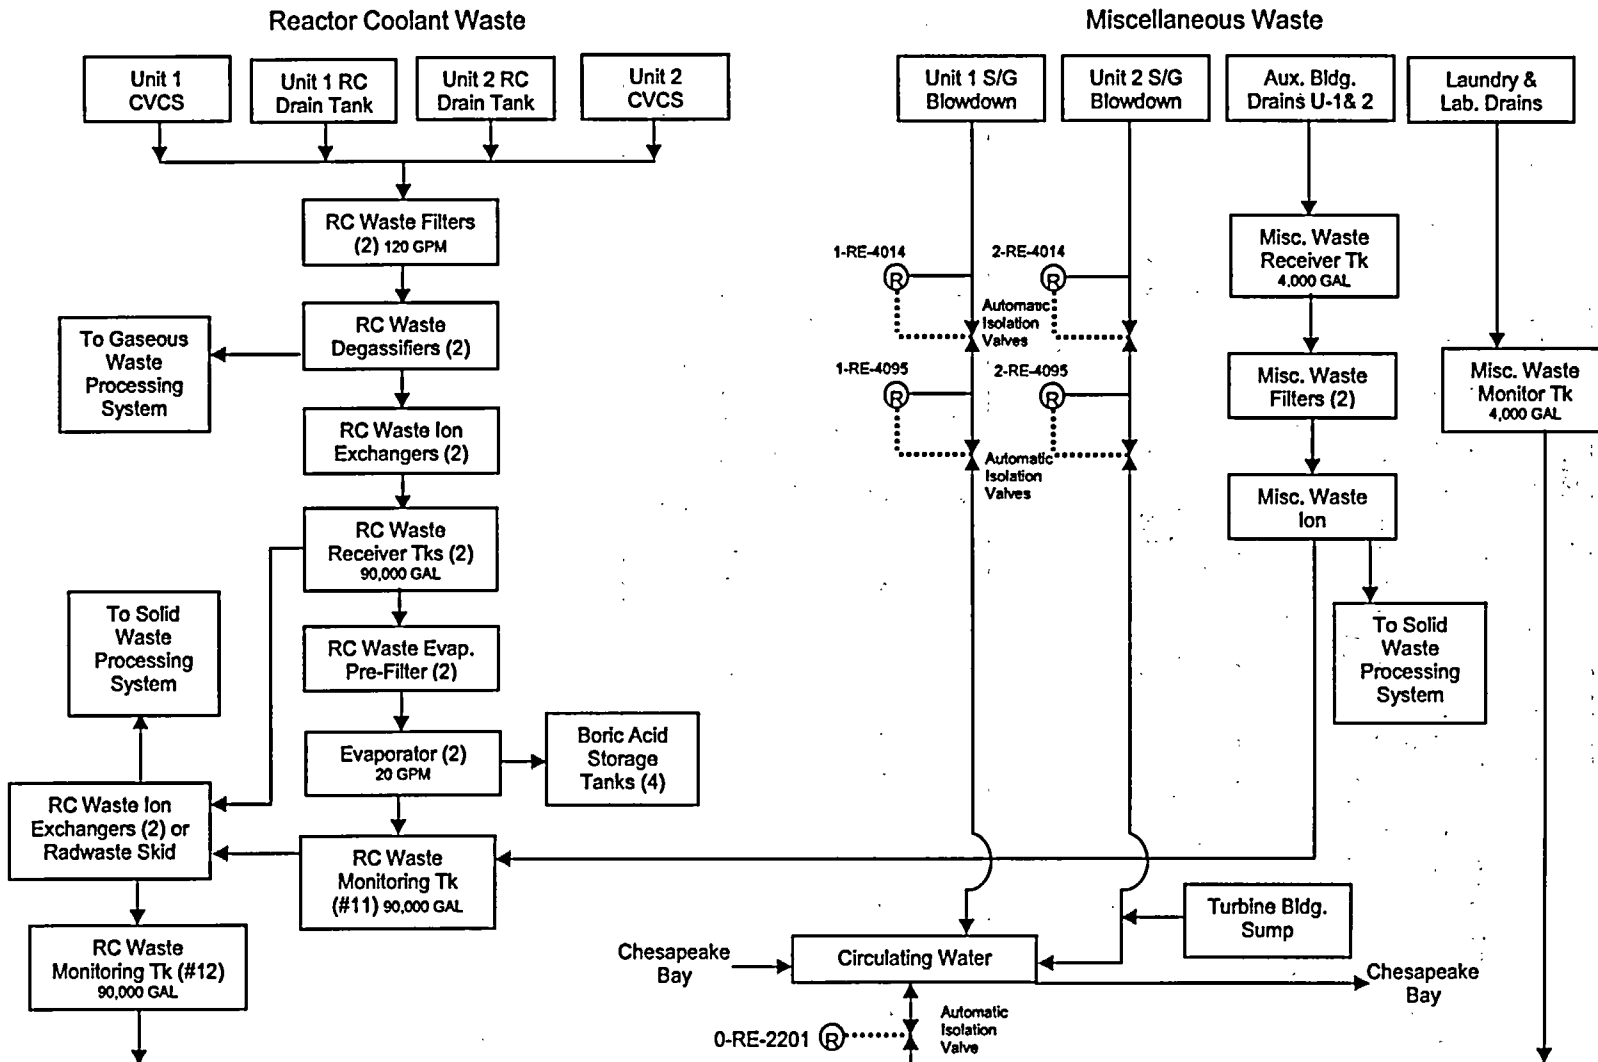 Reactor Coolant Waste
Miscellaneous Waste
Unit 1
CVCS
Unit 1 RC
Drain Tank
Unit 2 RC
Drain Tank
Unit 2
CVCS
Unit 1 S/G
Blowdown
Unit 2 S/G
Blowdown
Aux. Bldg.
Drains U-1& 2
Laundry &
Lab. Drains
RC Waste Filters
(2) 120 GPM
1-RE-4014
R
2-RE-4014
R
Misc. Waste
Receiver Tk
4,000 GAL
Automatic
Isolation
Valves
To Gaseous
Waste
Processing
System
RC Waste
Degassifiers (2)
1-RE-4095
R
2-RE-4095
R
Misc. Waste
Filters (2)
Misc. Waste
Monitor Tk
4,000 GAL
RC Waste Ion
Exchangers (2)
Automatic
Isolation
Valves
Misc. Waste
Ion
RC Waste
Receiver Tks (2)
90,000 GAL
To Solid
Waste
Processing
System
To Solid
Waste
Processing
System
RC Waste Evap.
Pre-Filter (2)
Evaporator (2)
20 GPM
Boric Acid
Storage
Tanks (4)
RC Waste Ion
Exchangers (2) or
Radwaste Skid
RC Waste
Monitoring Tk
(#11) 90,000 GAL
Turbine Bldg.
Sump
RC Waste
Monitoring Tk (#12)
90,000 GAL
Chesapeake
Bay
Circulating Water
Chesapeake
Bay
0-RE-2201 R
Automatic
Isolation
Valve